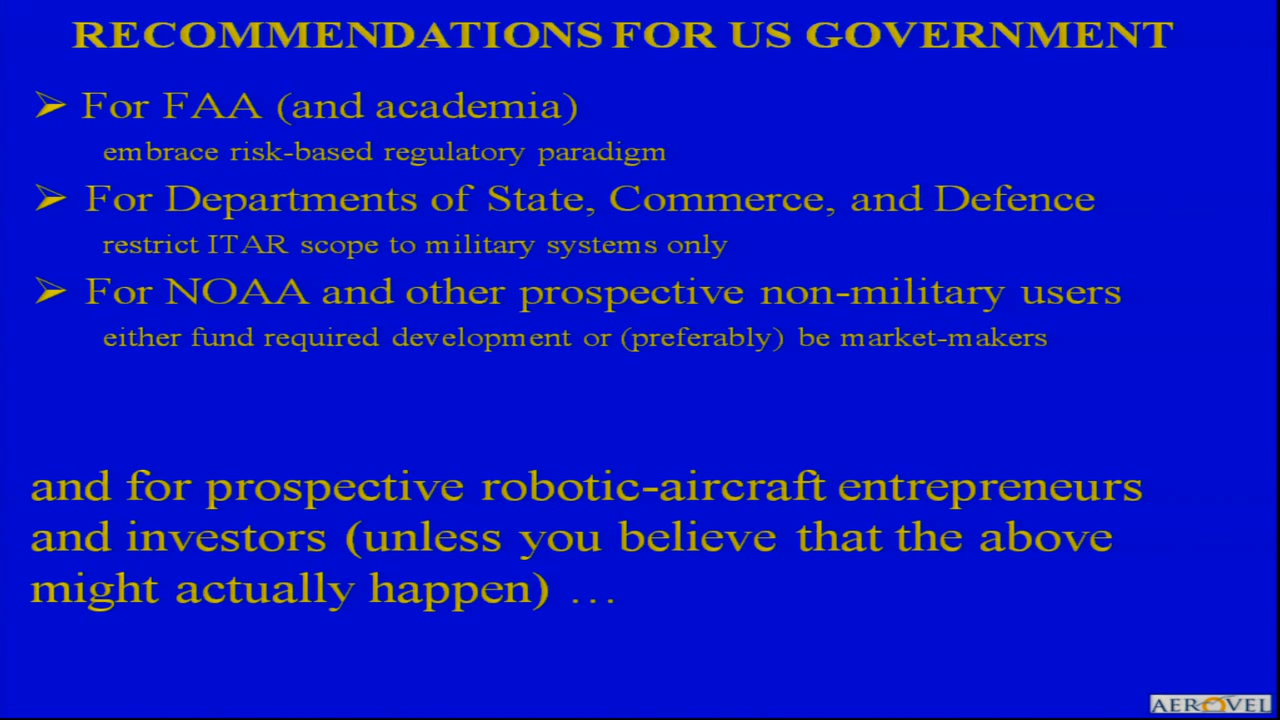 RECOMMENDATIONS FOR US GOVERNMENT
➢ For FAA (and academia)
embrace risk-based regulatory paradigm
➢ For Departments of State, Commerce, and Defence
restrict ITAR scope to military systems only
➢ For NOAA and other prospective non-military users
either fund required development or (preferably) be market-makers
and for prospective robotic-aircraft entrepreneurs
and investors (unless you believe that the above
might actually happen) …
AEROVEL